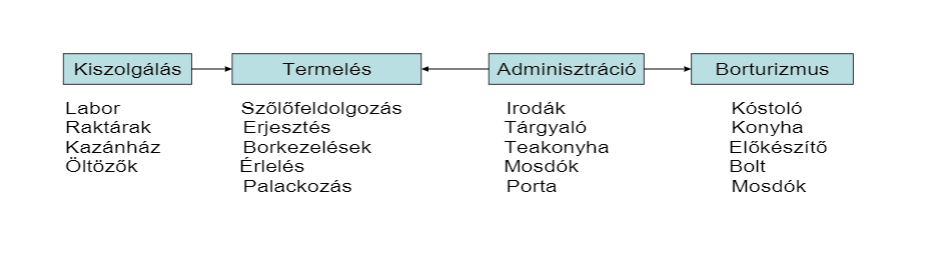 Kiszolgálás
Termelés
Adminisztráció
Borturizmus
Labor
Raktárak
Kazánház
Öltözők
Szőlőfeldolgozás
Erjesztés
Borkezelések
Érlelés
Palackozás
Irodák
Tárgyaló
Teakonyha
Mosdók
Porta
Kóstoló
Konyha
Előkészítő
Bolt
Mosdók